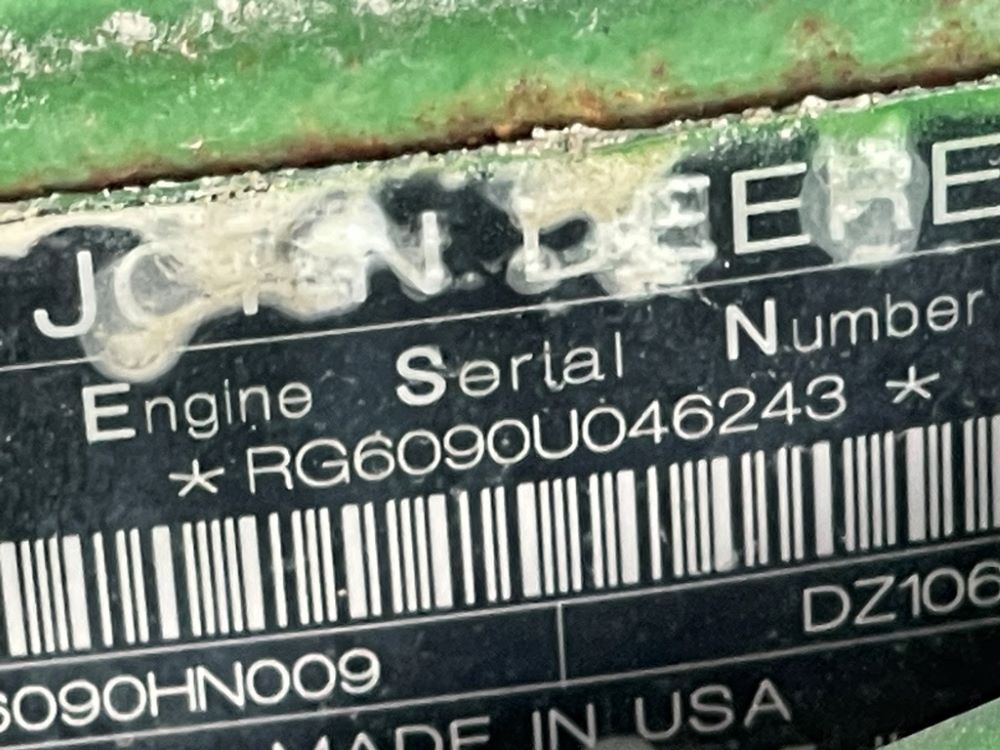 JOHN DEERE
Engine Serial Number
*RG6090U046243*
6090HN009
DZ106
MADE IN USA